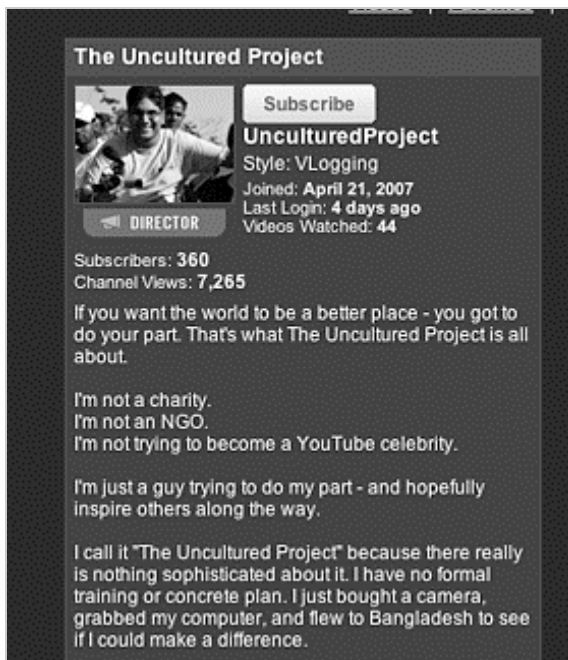 The Uncultured Project
Subscribe
UnculturedProject
Style: VLogging
Joined: April 21, 2007
Last Login: 4 days ago
Videos Watched: 44
DIRECTOR
Subscribers: 360
Channel Views: 7,265
If you want the world to be a better place - you got to
do your part. That's what The Uncultured Project is all
about.
I'm not a charity.
I'm not an NGO.
I'm not trying to become a YouTube celebrity.
I'm just a guy trying to do my part - and hopefully
inspire others along the way.
I call it "The Uncultured Project" because there really
is nothing sophisticated about it. I have no formal
training or concrete plan. I just bought a camera,
grabbed my computer, and flew to Bangladesh to see
if I could make a difference.